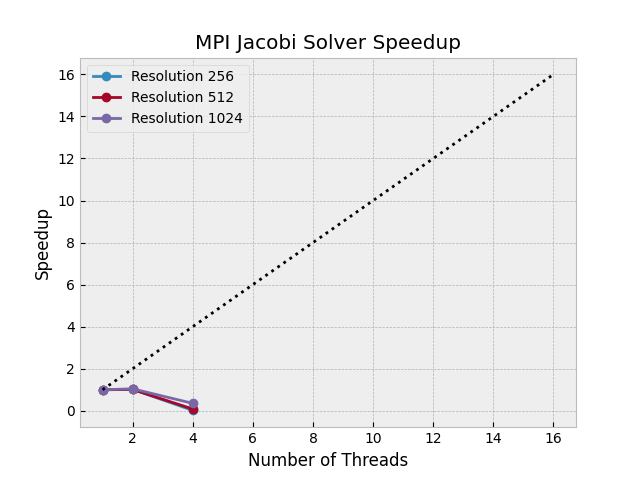 MPI Jacobi Solver Speedup
Resolution 256
Resolution 512
Resolution 1024
Speedup
16
14
12
10
8
6
4
2
0
2 4 6 8 10 12 14 16
Number of Threads